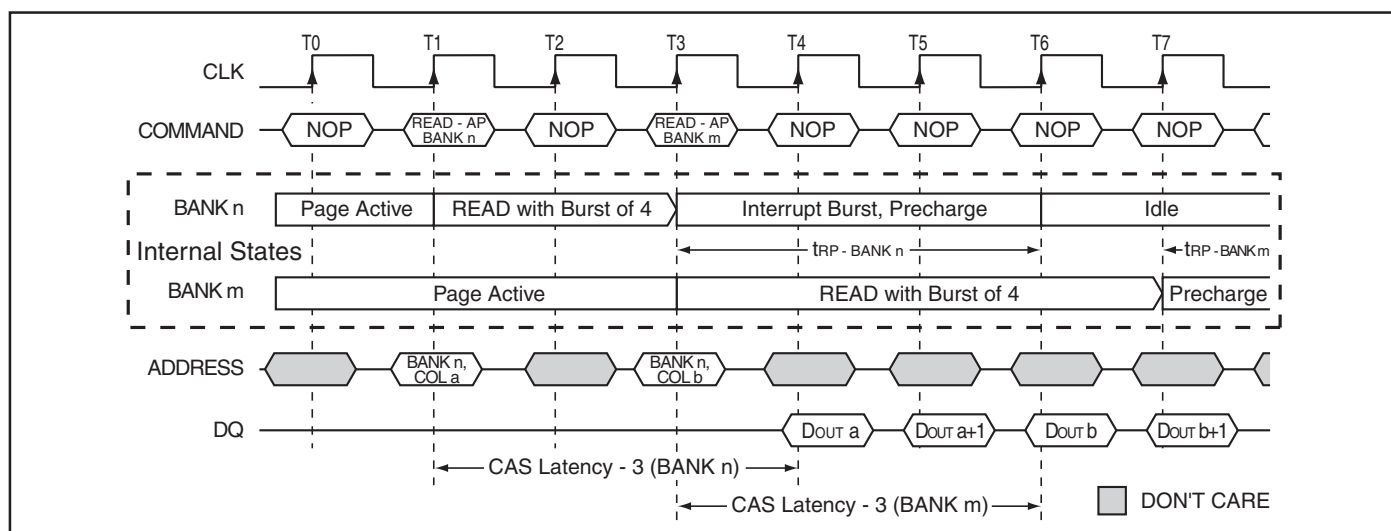 T0 T1 T2 T3 T4 T5 T6 T7
CLK
COMMAND NOP READ - AP BANK n NOP READ - AP BANK m NOP NOP NOP NOP
BANK n Page Active READ with Burst of 4 Interrupt Burst, Precharge Idle
Internal States tRP - BANK n tRP - BANK m
BANK m Page Active READ with Burst of 4 Precharge
ADDRESS BANK n, COL a BANK n, COL b
DQ DOUT a DOUT a+1 DOUT b DOUT b+1
CAS Latency - 3 (BANK n)
CAS Latency - 3 (BANK m) DON'T CARE